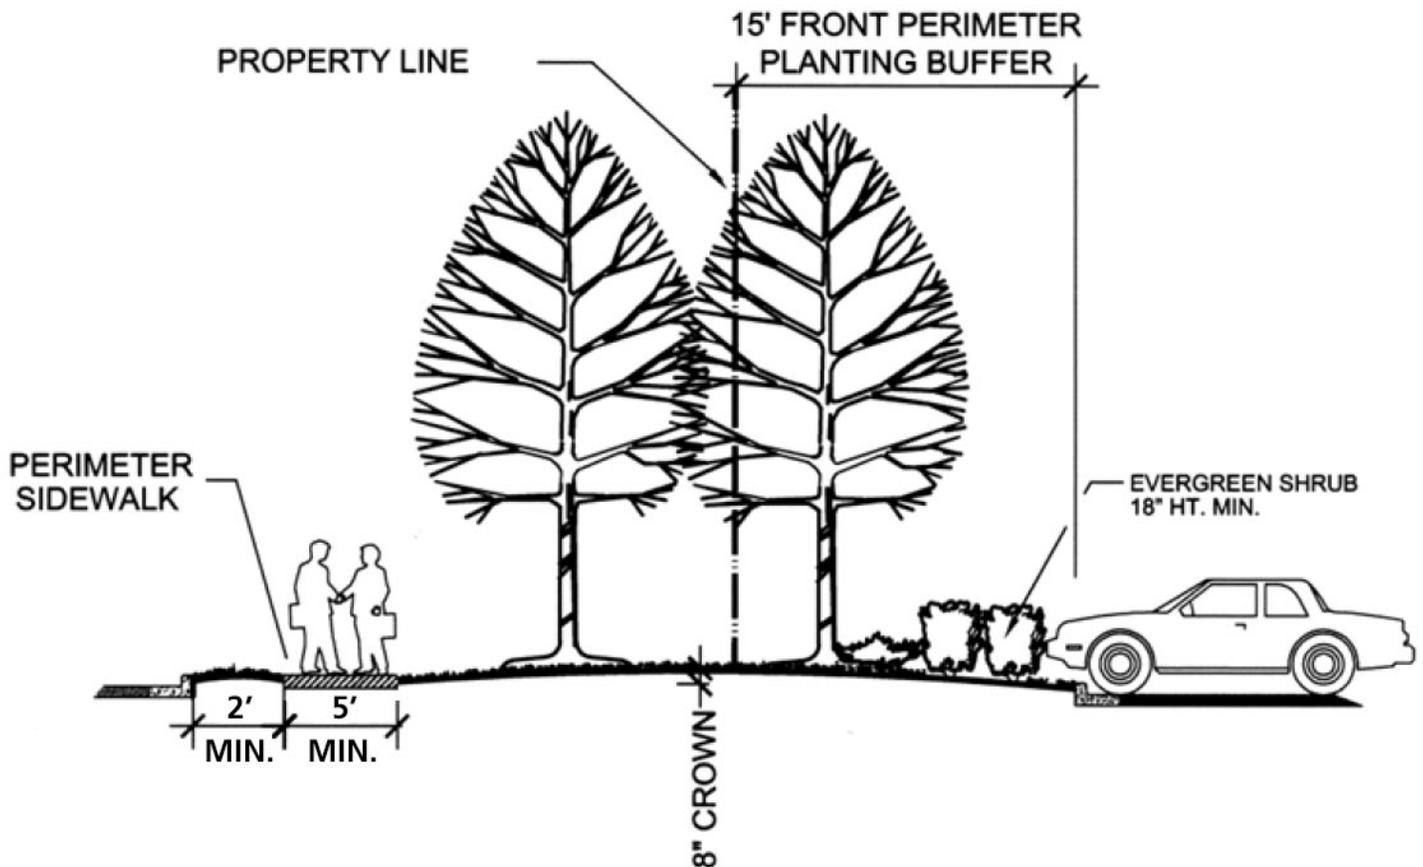 15' FRONT PERIMETER
PLANTING BUFFER
PROPERTY LINE
PERIMETER
SIDEWALK
EVERGREEN SHRUB
18" HT. MIN.
2'
MIN.
5'
MIN.
8" CROWN